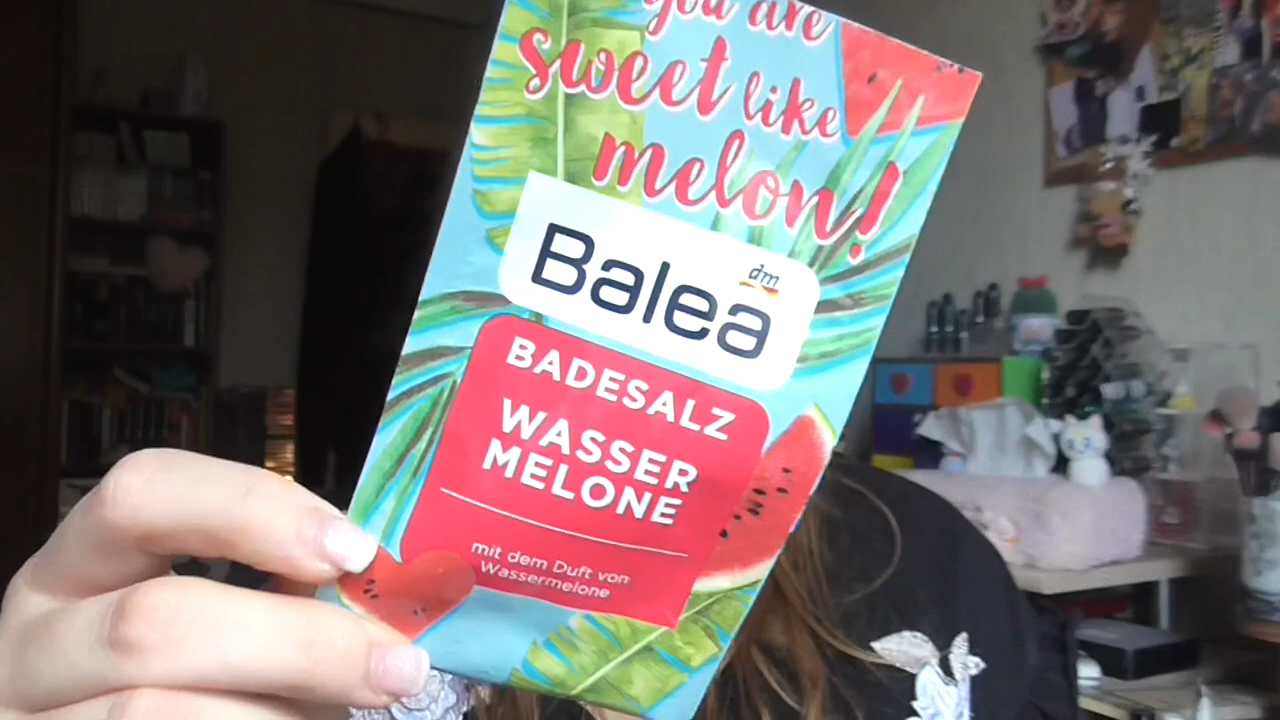 you are
sweet like
melon!
Balea
dm
BADESALZ
WASSER
MELONE
mit dem Duft von
Wassermelone